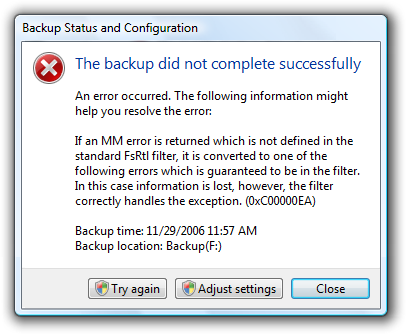 Backup Status and Configuration
The backup did not complete successfully
An error occurred. The following information might
help you resolve the error:
If an MM error is returned which is not defined in the
standard FsRtl filter, it is converted to one of the
following errors which is guaranteed to be in the filter.
In this case information is lost, however, the filter
correctly handles the exception. (0xC00000EA)
Backup time: 11/29/2006 11:57 AM
Backup location: Backup(F:)
Try again Adjust settings Close